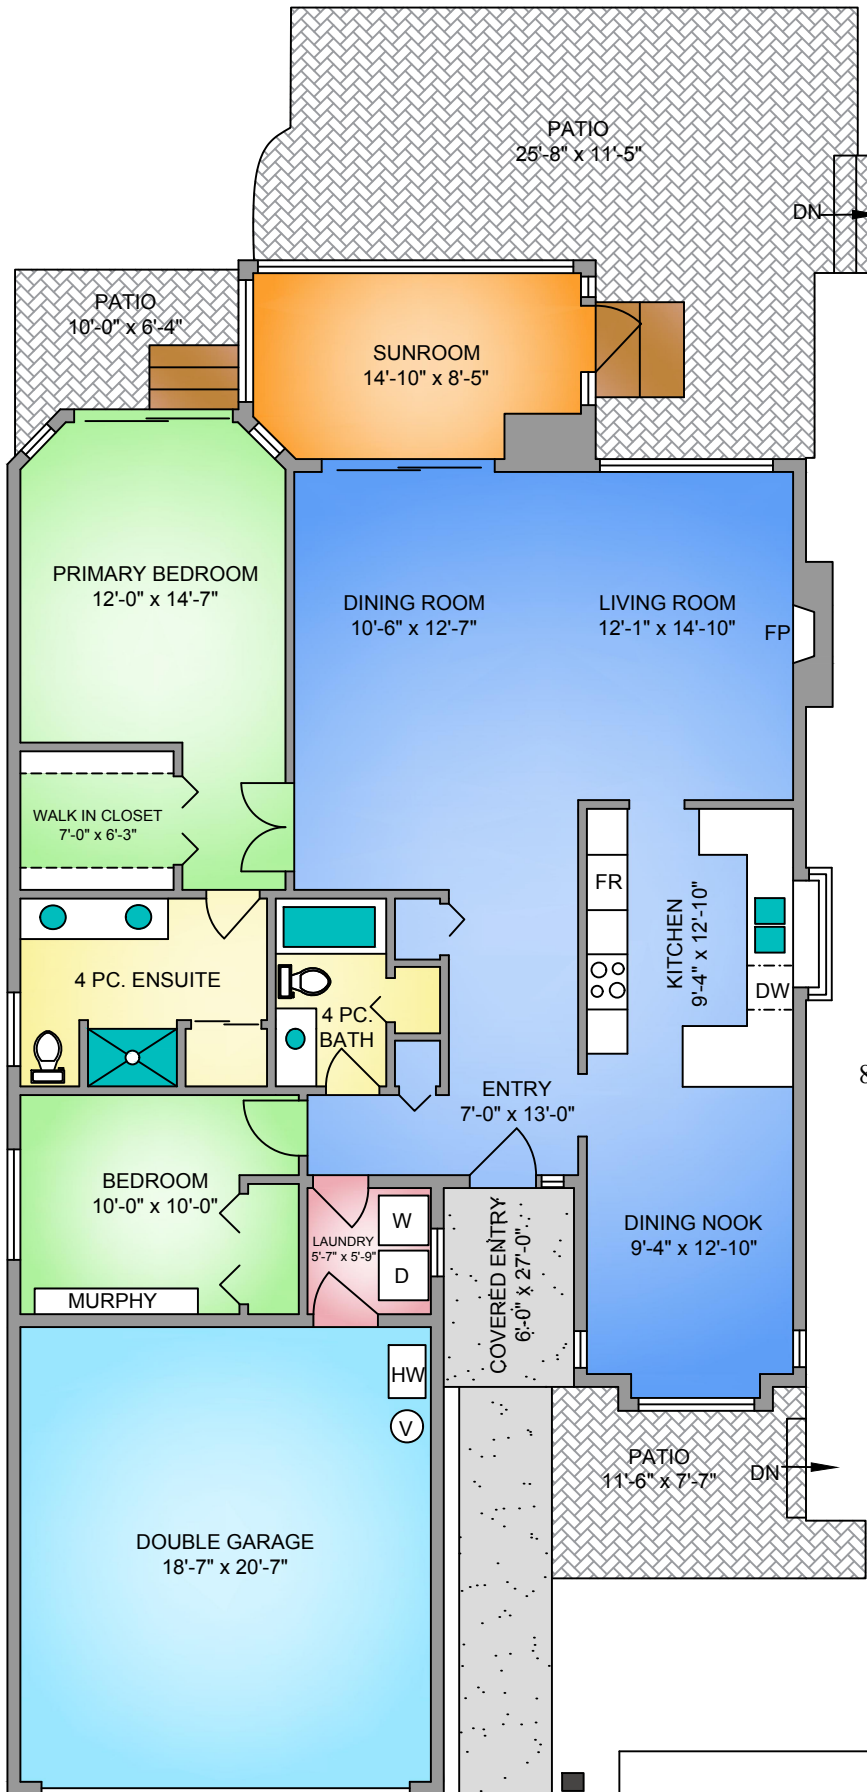 PATIO
25'-8" x 11'-5"
DN
PATIO
10'-0" x 6'-4"
SUNROOM
14'-10" x 8'-5"
PRIMARY BEDROOM
12'-0" x 14'-7"
DINING ROOM
10'-6" x 12'-7"
LIVING ROOM
12'-1" x 14'-10"
FP
WALK IN CLOSET
7'-0" x 6'-3"
FR
KITCHEN
9'-4" x 12'-10"
DW
4 PC. ENSUITE
4 PC.
BATH
8
ENTRY
7'-0" x 13'-0"
BEDROOM
10'-0" x 10'-0"
MURPHY
LAUNDRY
5'-7" x 5'-9"
W
D
COVERED ENTRY
6'-0" x 27'-0"
DINING NOOK
9'-4" x 12'-10"
HW
V
PATIO
11'-6" x 7'-7"
DN
DOUBLE GARAGE
18'-7" x 20'-7"